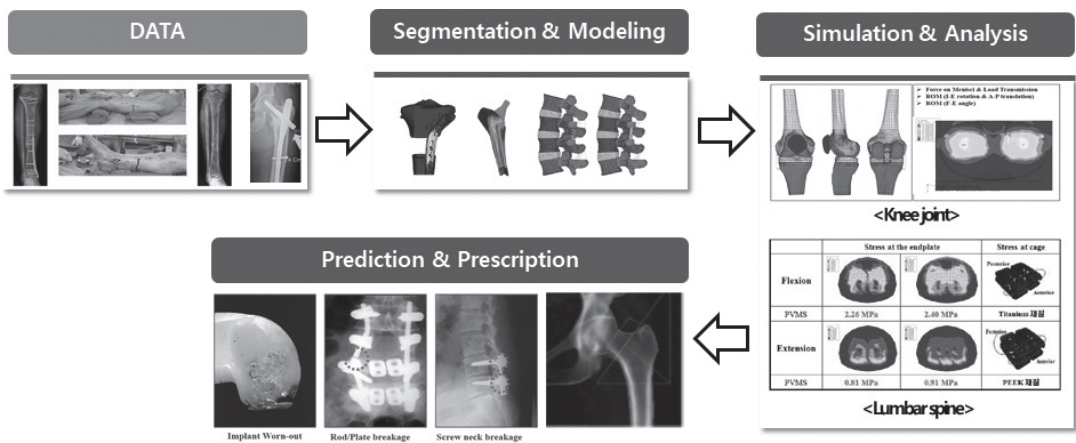 DATA
Segmentation & Modeling
Simulation & Analysis
Force on Menisci & Load Transmission
ROM (I-E rotation & A-P translation)
ROM (F-E angle)
<Knee joint>
Stress at the endplate
Stress at cage
Flexion
Posterior
Anterior
PVMS
2.26 MPa
2.40 MPa
Titanium 재질
Extension
Posterior
Anterior
PVMS
0.81 MPa
0.91 MPa
PEEK 재질
<Lumbar spine>
Prediction & Prescription
Implant Worn-out
Rod/Plate breakage
Screw neck breakage